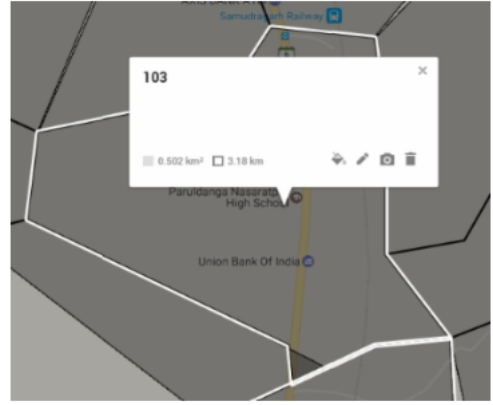 Samudragarh Railway
103
0.502 km² 3.18 km
Paruldanga Nasaratp
High School
Union Bank Of India